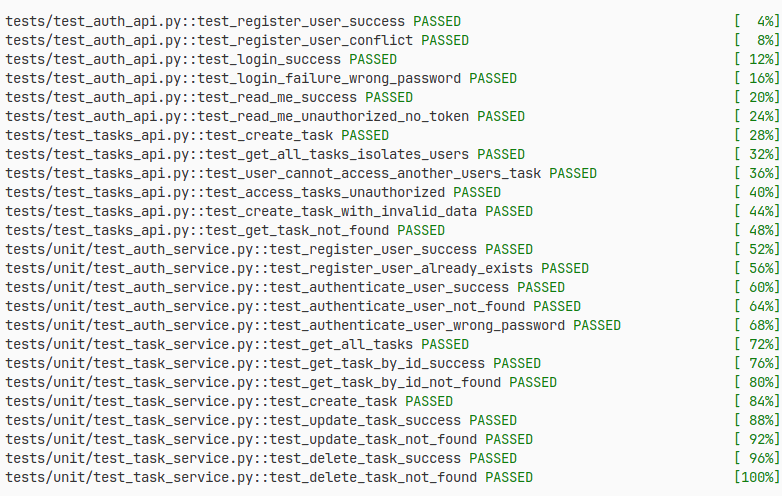 tests/test_auth_api.py::test_register_user_success PASSED [  4%]
tests/test_auth_api.py::test_register_user_conflict PASSED [  8%]
tests/test_auth_api.py::test_login_success PASSED [ 12%]
tests/test_auth_api.py::test_login_failure_wrong_password PASSED [ 16%]
tests/test_auth_api.py::test_read_me_success PASSED [ 20%]
tests/test_auth_api.py::test_read_me_unauthorized_no_token PASSED [ 24%]
tests/test_tasks_api.py::test_create_task PASSED [ 28%]
tests/test_tasks_api.py::test_get_all_tasks_isolates_users PASSED [ 32%]
tests/test_tasks_api.py::test_user_cannot_access_another_users_task PASSED [ 36%]
tests/test_tasks_api.py::test_access_tasks_unauthorized PASSED [ 40%]
tests/test_tasks_api.py::test_create_task_with_invalid_data PASSED [ 44%]
tests/test_tasks_api.py::test_get_task_not_found PASSED [ 48%]
tests/unit/test_auth_service.py::test_register_user_success PASSED [ 52%]
tests/unit/test_auth_service.py::test_register_user_already_exists PASSED [ 56%]
tests/unit/test_auth_service.py::test_authenticate_user_success PASSED [ 60%]
tests/unit/test_auth_service.py::test_authenticate_user_not_found PASSED [ 64%]
tests/unit/test_auth_service.py::test_authenticate_user_wrong_password PASSED [ 68%]
tests/unit/test_task_service.py::test_get_all_tasks PASSED [ 72%]
tests/unit/test_task_service.py::test_get_task_by_id_success PASSED [ 76%]
tests/unit/test_task_service.py::test_get_task_by_id_not_found PASSED [ 80%]
tests/unit/test_task_service.py::test_create_task PASSED [ 84%]
tests/unit/test_task_service.py::test_update_task_success PASSED [ 88%]
tests/unit/test_task_service.py::test_update_task_not_found PASSED [ 92%]
tests/unit/test_task_service.py::test_delete_task_success PASSED [ 96%]
tests/unit/test_task_service.py::test_delete_task_not_found PASSED [100%]